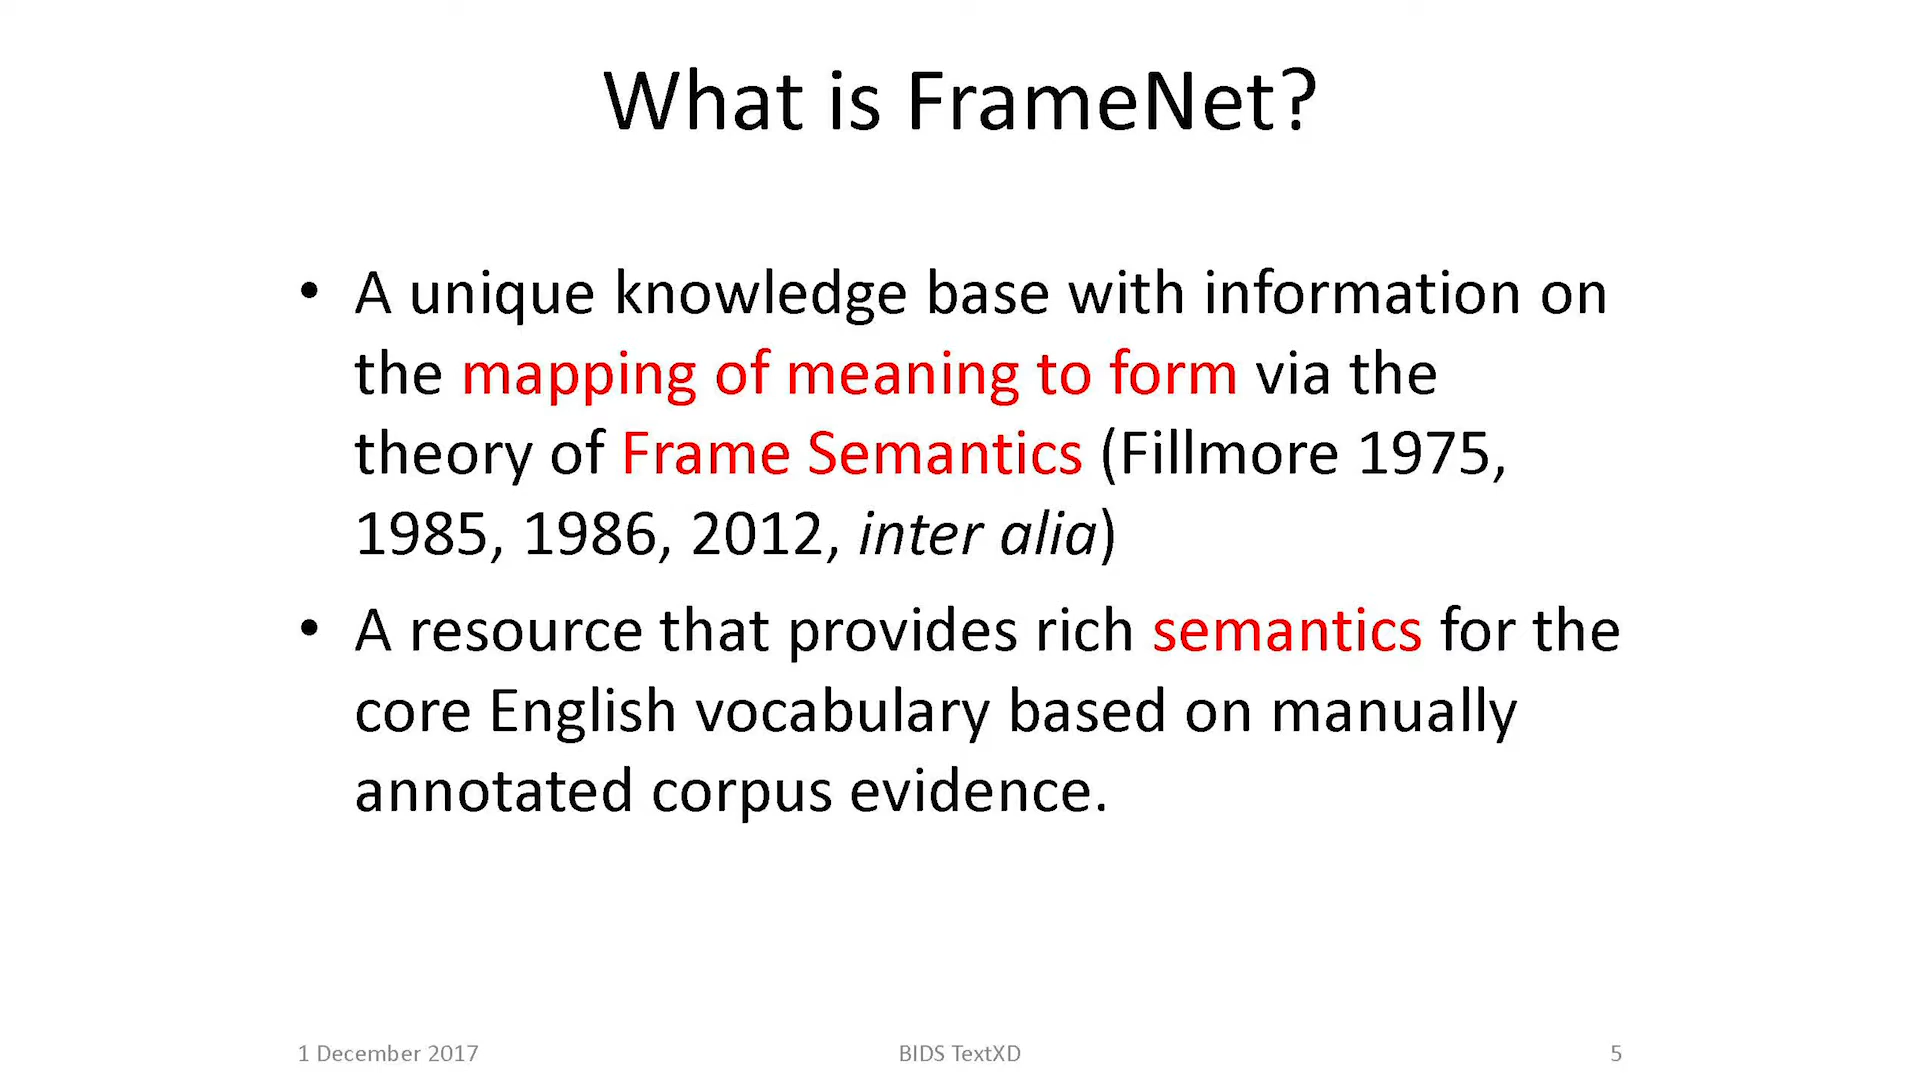 What is FrameNet?
• A unique knowledge base with information on
the mapping of meaning to form via the
theory of Frame Semantics (Fillmore 1975,
1985, 1986, 2012, inter alia)
• A resource that provides rich semantics for the
core English vocabulary based on manually
annotated corpus evidence.
1 December 2017
BIDS TextXD
5